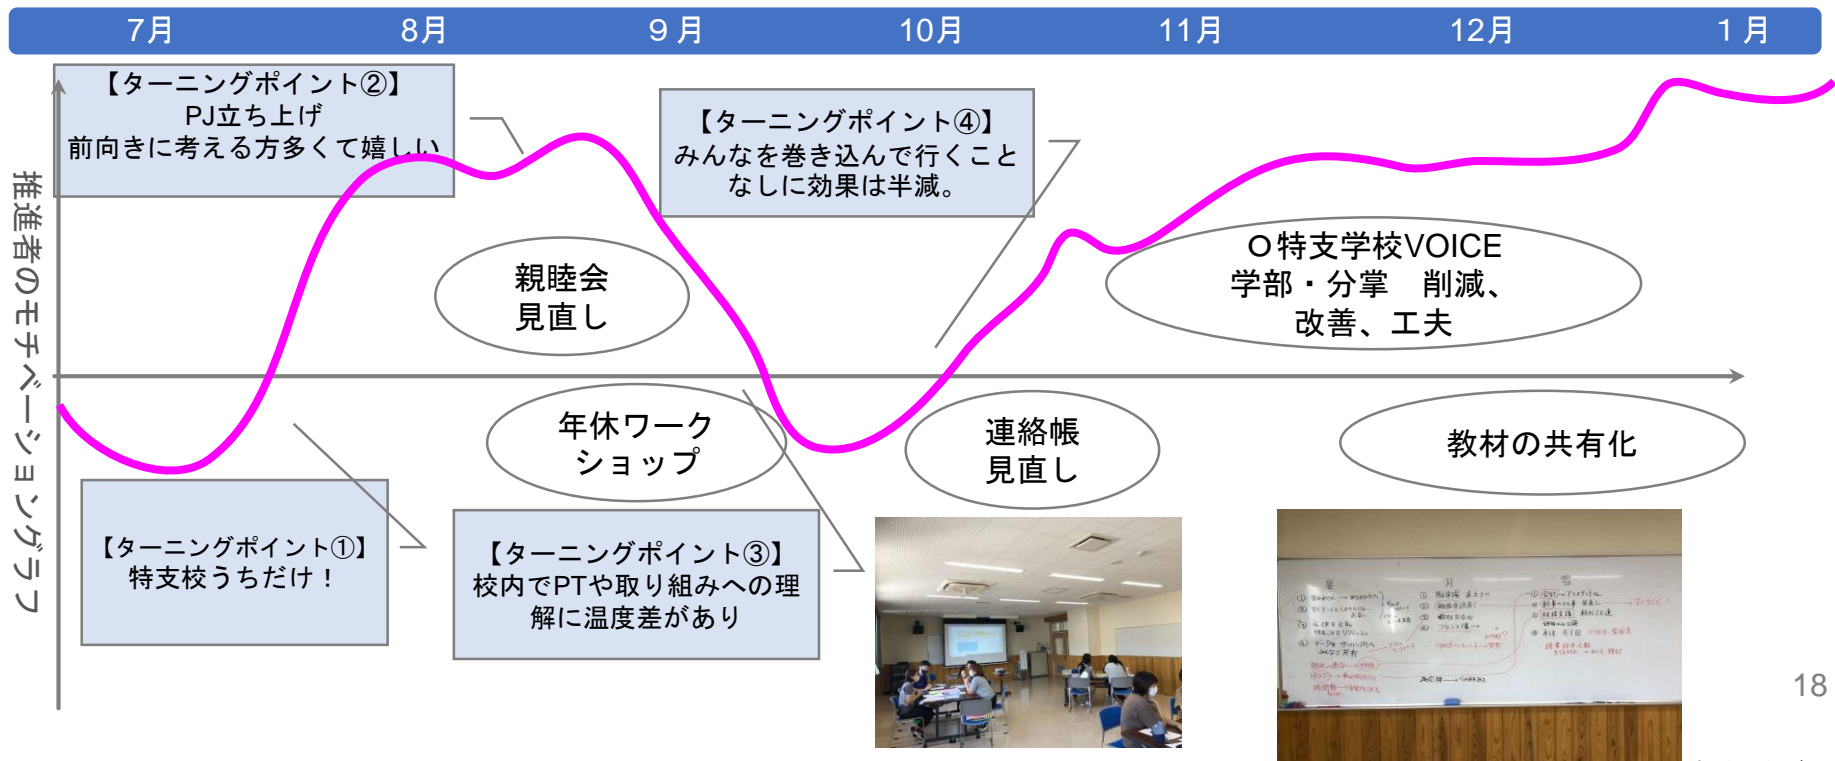 7月 8月 ９月 10月 11月 12月 １月
推進者のモチベーショングラフ
【ターニングポイント②】
PJ立ち上げ
前向きに考える方多くて嬉しい
【ターニングポイント④】
みんなを巻き込んで行くこと
なしに効果は半減。
親睦会
見直し
O特支学校VOICE
学部・分掌　削減、
改善、工夫
年休ワーク
ショップ
連絡帳
見直し
教材の共有化
【ターニングポイント①】
特支校うちだけ！
【ターニングポイント③】
校内でPTや取り組みへの理
解に温度差があり
18